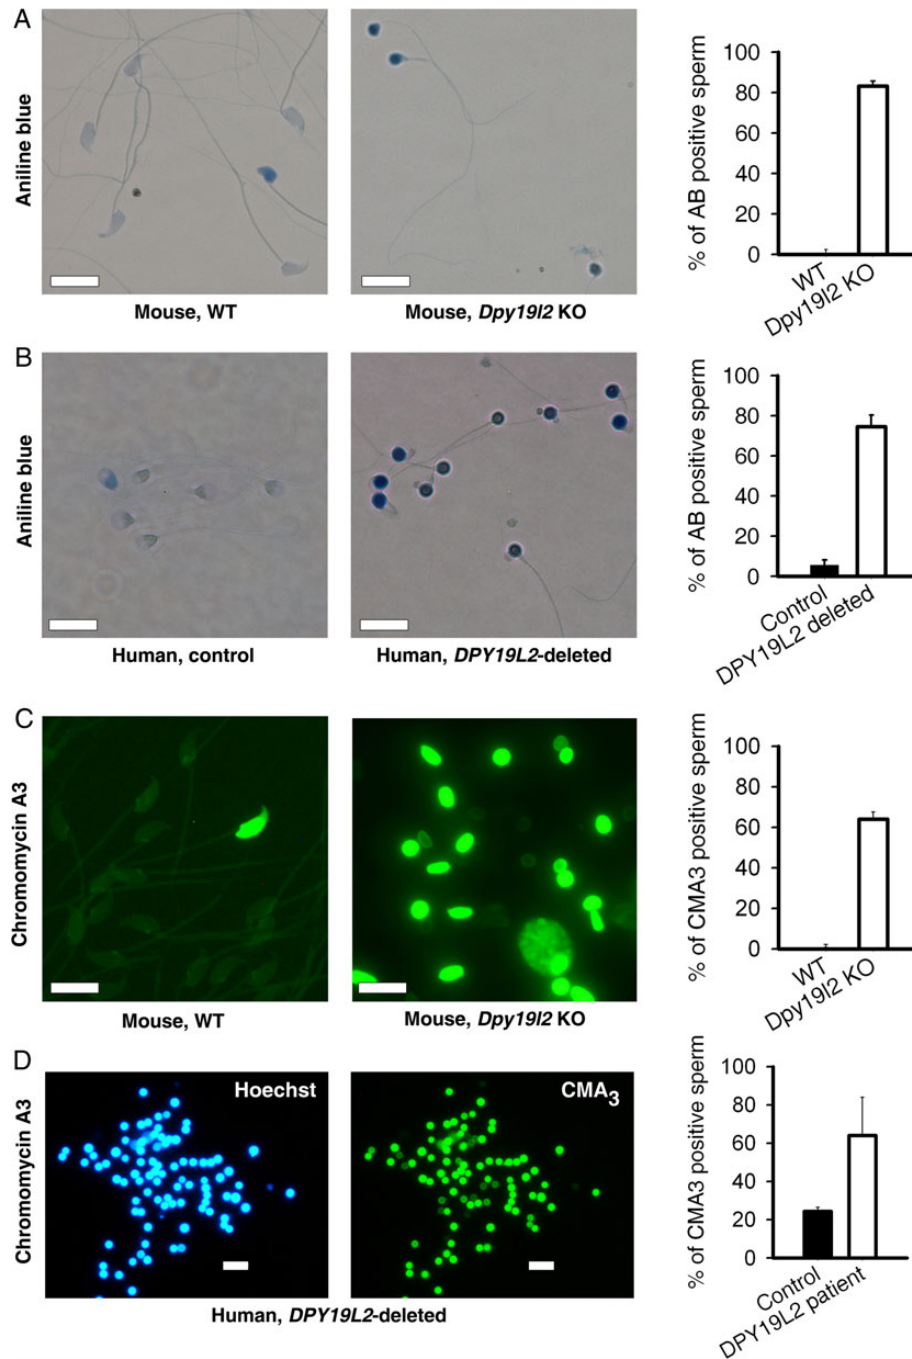 A
Aniline blue
Mouse, WT
Mouse, Dpy19l2 KO
% of AB positive sperm
100
80
60
40
20
0
WT
Dpy19l2 KO
B
Aniline blue
Human, control
Human, DPY19L2-deleted
% of AB positive sperm
100
80
60
40
20
0
Control
DPY19L2 deleted
C
Chromomycin A3
Mouse, WT
Mouse, Dpy19l2 KO
% of CMA3 positive sperm
100
80
60
40
20
0
WT
Dpy19l2 KO
D
Chromomycin A3
Hoechst
CMA3
Human, DPY19L2-deleted
% of CMA3 positive sperm
100
80
60
40
20
0
Control
DPY19L2 patient